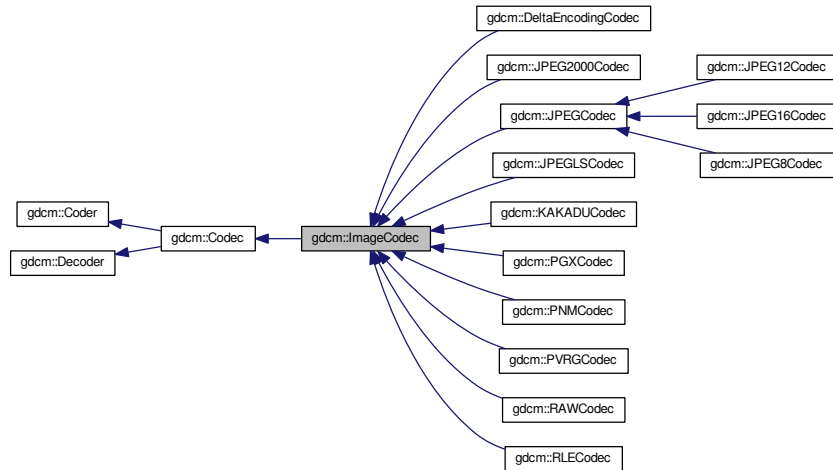 gdcm::DeltaEncodingCodec
gdcm::JPEG2000Codec
gdcm::JPEG12Codec
gdcm::JPEGCodec
gdcm::JPEG16Codec
gdcm::JPEGLSCodec
gdcm::JPEG8Codec
gdcm::Coder
gdcm::KAKADUCodec
gdcm::Codec
gdcm::ImageCodec
gdcm::Decoder
gdcm::PGXCodec
gdcm::PNMCodec
gdcm::PVRGCodec
gdcm::RAWCodec
gdcm::RLECodec